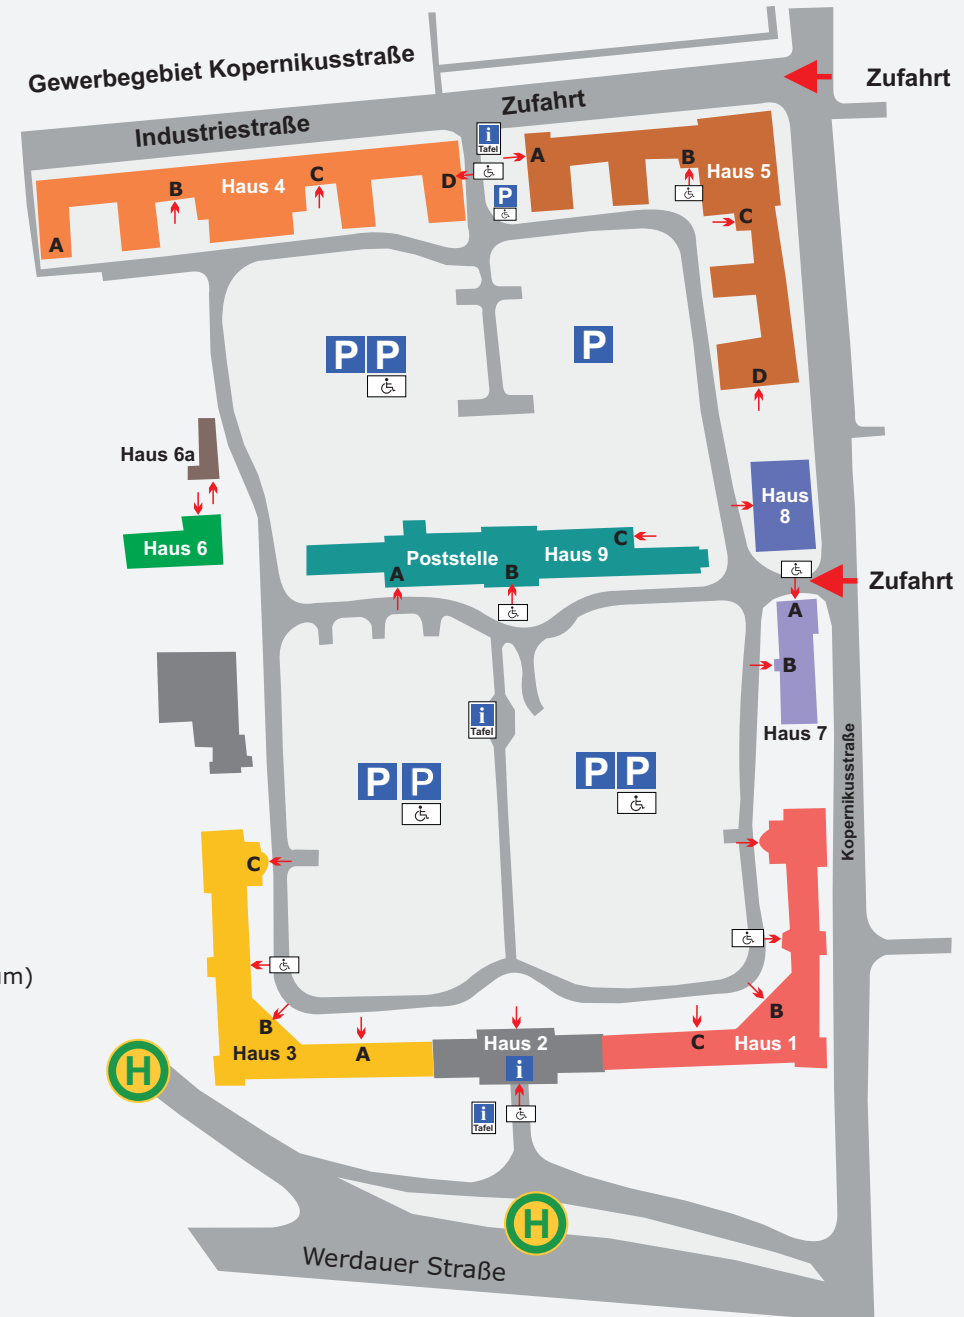 Gewerbegebiet Kopernikusstraße
Zufahrt
Zufahrt
Industriestraße
i
Tafel
A
B
Haus 5
C
B
Haus 4
D
P
C
A
P P
P
D
Haus 6a
Haus
8
Haus 6
Poststelle
Haus 9
C
A
B
Zufahrt
A
B
i
Tafel
Haus 7
P P
P P
Kopernikusstraße
C
um)
B
B
Haus 3
A
Haus 2
C
Haus 1
i
H
i
Tafel
H
Werdauer Straße